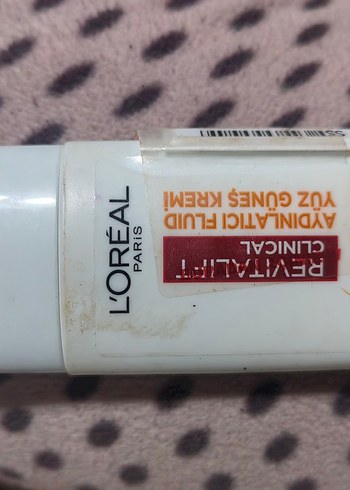 L'ORÉAL
PARIS
REVITALIFT
CLINICAL
AYDINLATICI FLUID
YÜZ GÜNEŞ KREMİ